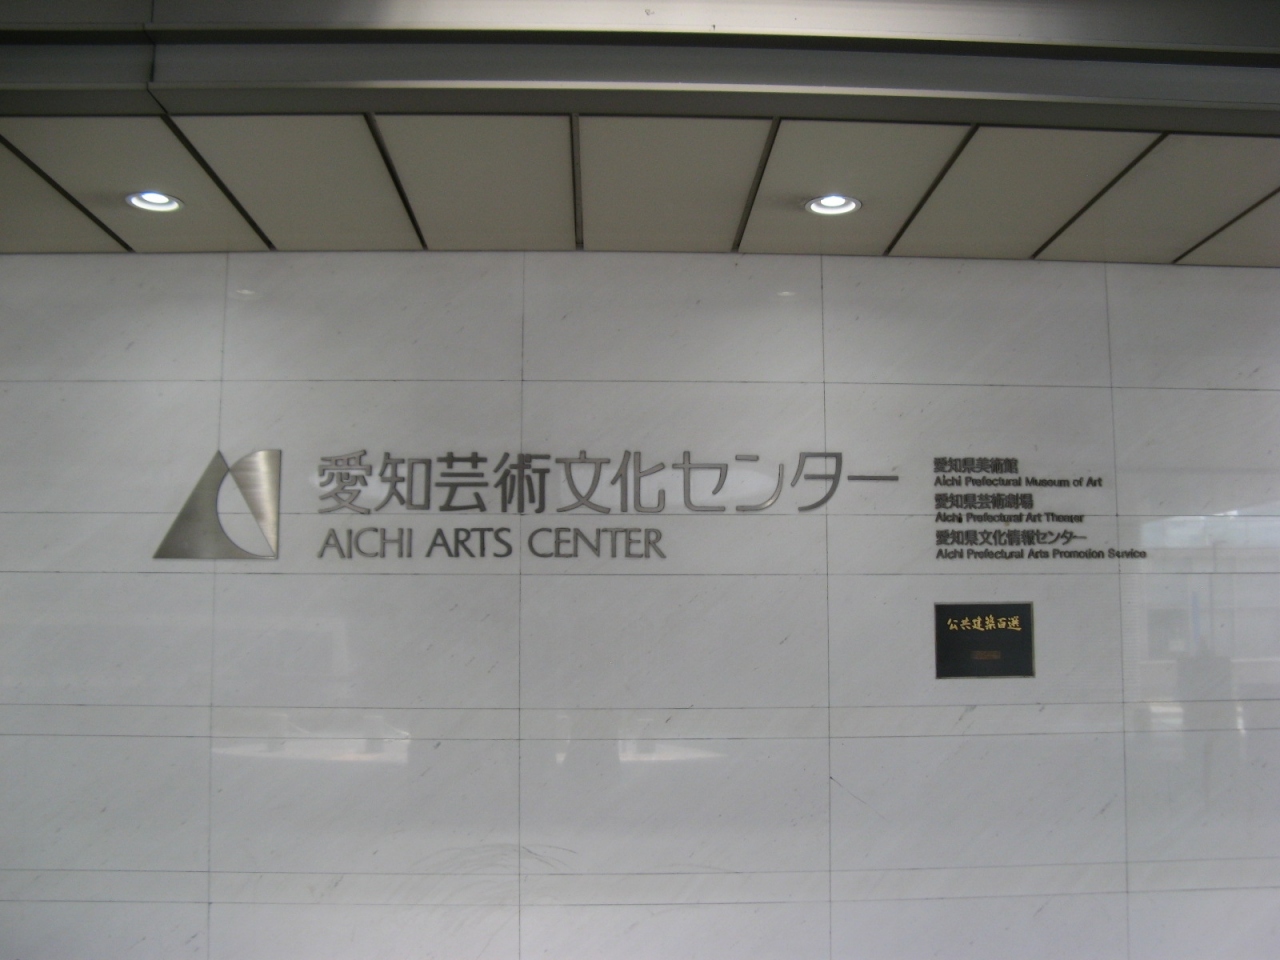 愛知芸術文化センター
AICHI ARTS CENTER
愛知県美術館
Aichi Prefectural Museum of Art
愛知県芸術劇場
Aichi Prefectural Art Theater
愛知県文化情報センター
Aichi Prefectural Arts Promotion Service
公共建築百選